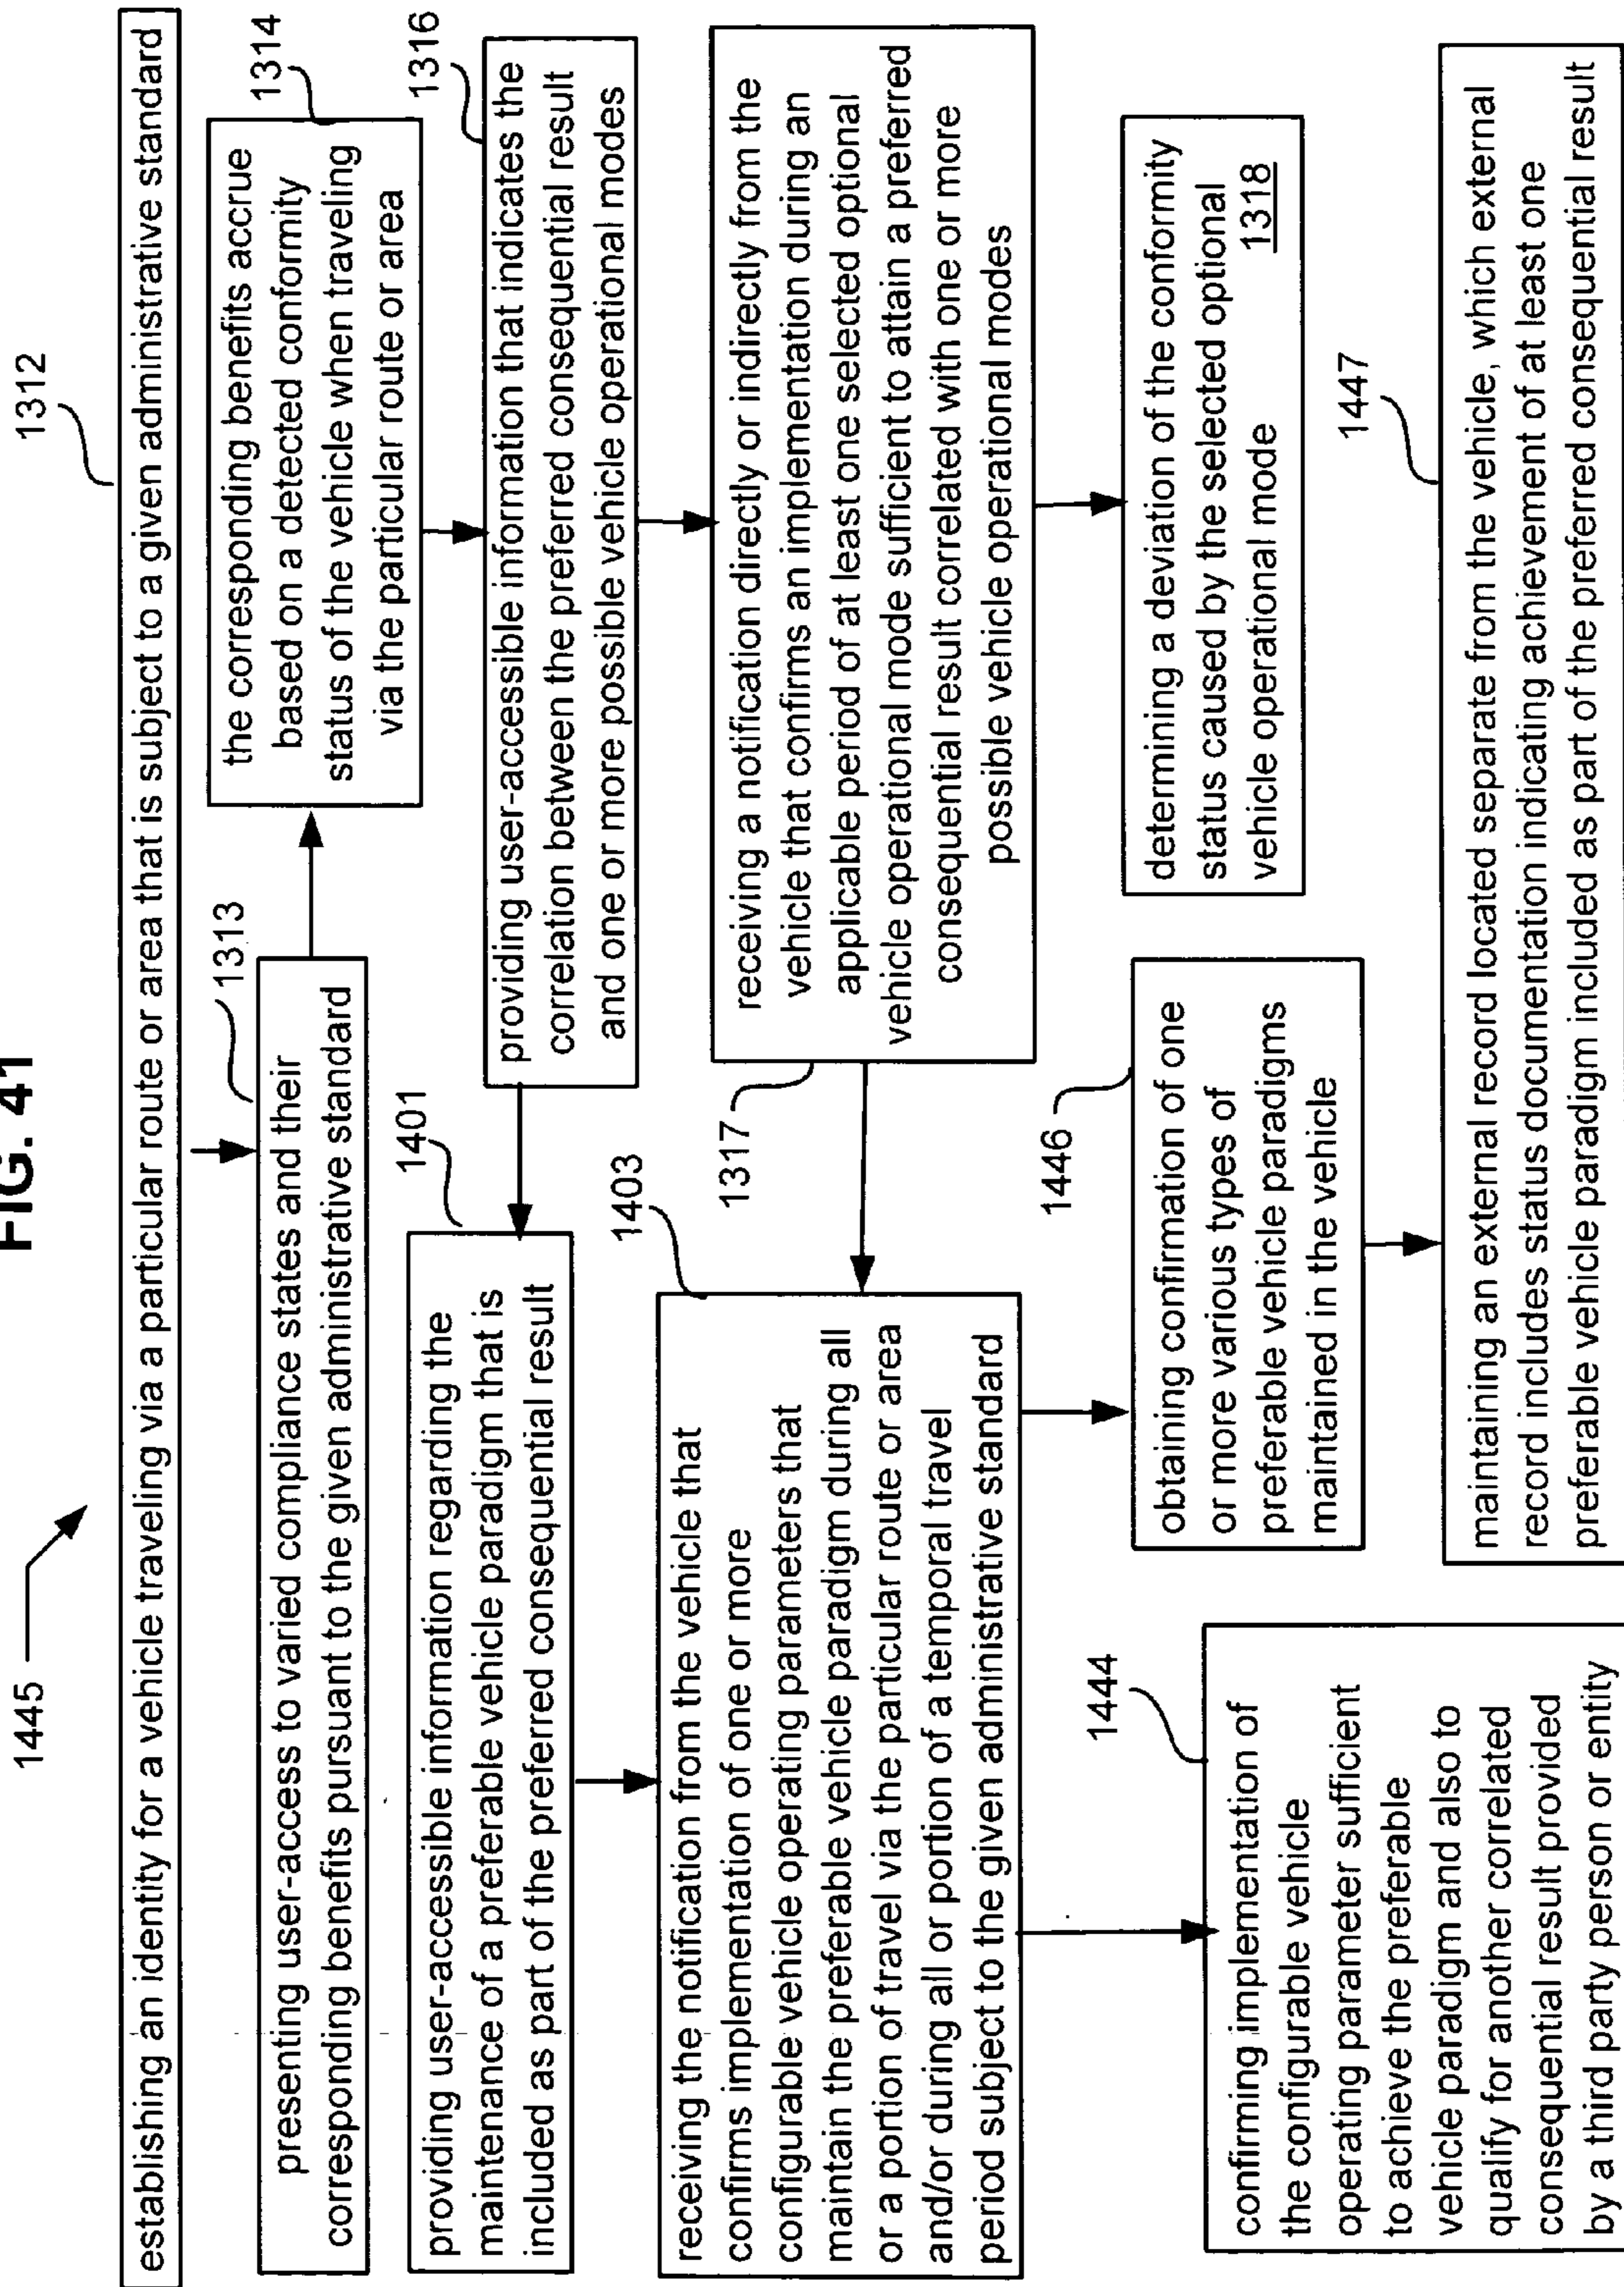 FIG. 41
1445
1312
establishing an identity for a vehicle traveling via a particular route or area that is subject to a given administrative standard
1313
presenting user-access to varied compliance states and their
corresponding benefits pursuant to the given administrative standard
1314
the corresponding benefits accrue
based on a detected conformity
status of the vehicle when traveling
via the particular route or area
1401
providing user-accessible information regarding the
maintenance of a preferable vehicle paradigm that is
included as part of the preferred consequential result
1316
providing user-accessible information that indicates the
correlation between the preferred consequential result
and one or more possible vehicle operational modes
1403
receiving the notification from the vehicle that
confirms implementation of one or more
configurable vehicle operating parameters that
maintain the preferable vehicle paradigm during all
or a portion of travel via the particular route or area
and/or during all or portion of a temporal travel
period subject to the given administrative standard
1317
receiving a notification directly or indirectly from the
vehicle that confirms an implementation during an
applicable period of at least one selected optional
vehicle operational mode sufficient to attain a preferred
consequential result correlated with one or more
possible vehicle operational modes
1444
confirming implementation of
the configurable vehicle
operating parameter sufficient
to achieve the preferable
vehicle paradigm and also to
qualify for another correlated
consequential result provided
by a third party person or entity
1446
obtaining confirmation of one
or more various types of
preferable vehicle paradigms
maintained in the vehicle
determining a deviation of the conformity
status caused by the selected optional
vehicle operational mode 1318
1447
maintaining an external record located separate from the vehicle, which external
record includes status documentation indicating achievement of at least one
preferable vehicle paradigm included as part of the preferred consequential result